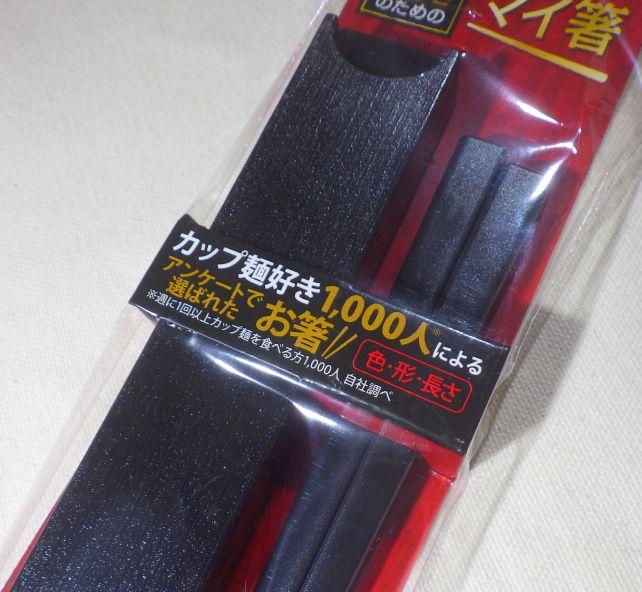 のための
マイ箸
カップ麺好き1,000人※による
アンケートで
選ばれた お箸
色・形・長さ
※週に1回以上カップ麺を食べる方1,000人 自社調べ